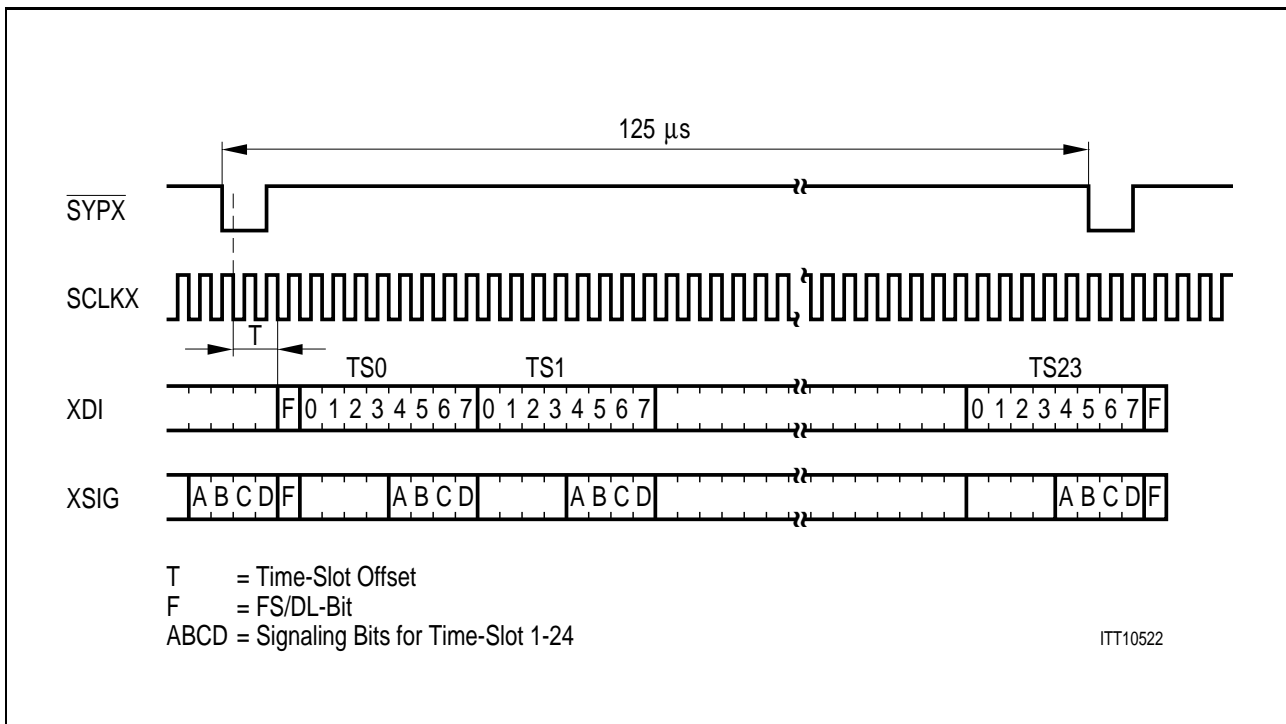 125 μs
SYPX
SCLKX
T
TS0 TS1 TS23
XDI F 0 1 2 3 4 5 6 7 0 1 2 3 4 5 6 7 0 1 2 3 4 5 6 7 F
XSIG A B C D F A B C D A B C D A B C D F
T = Time-Slot Offset
F = FS/DL-Bit
ABCD = Signaling Bits for Time-Slot 1-24
ITT10522